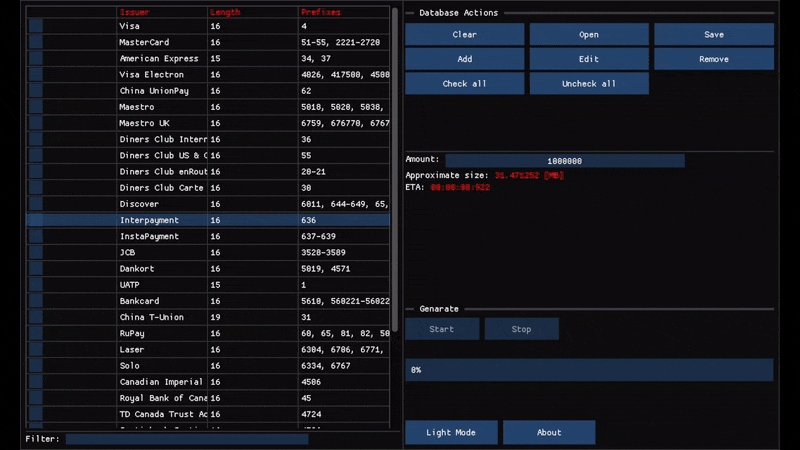 Issuer Length Prefixes
Visa 16 4
MasterCard 16 51-55, 2221-2720
American Express 15 34, 37
Visa Electron 16 4026, 417500, 4508
China UnionPay 16 62
Maestro 16 5018, 5020, 5038,
Maestro UK 16 6759, 676770, 6767
Diners Club Intern 16 36
Diners Club US & C 16 55
Diners Club enRout 16 20-21
Diners Club Carte 16 30
Discover 16 6011, 644-649, 65,
Interpayment 16 636
InstaPayment 16 637-639
JCB 16 3528-3589
Dankort 16 5019, 4571
UATP 15 1
Bankcard 16 5610, 560221-56022
China T-Union 19 31
RuPay 16 60, 65, 81, 82, 50
Laser 16 6304, 6706, 6771,
Solo 16 6334, 6767
Canadian Imperial 16 4506
Royal Bank of Cana 16 45
TD Canada Trust Ac 16 4724
Filter:
Database Actions
Clear Open Save
Add Edit Remove
Check all Uncheck all
Amount: 1000000
Approximate size: 31.471252 [MB]
ETA: 00:00:00:922
Genarate
Start Stop
0%
Light Mode About